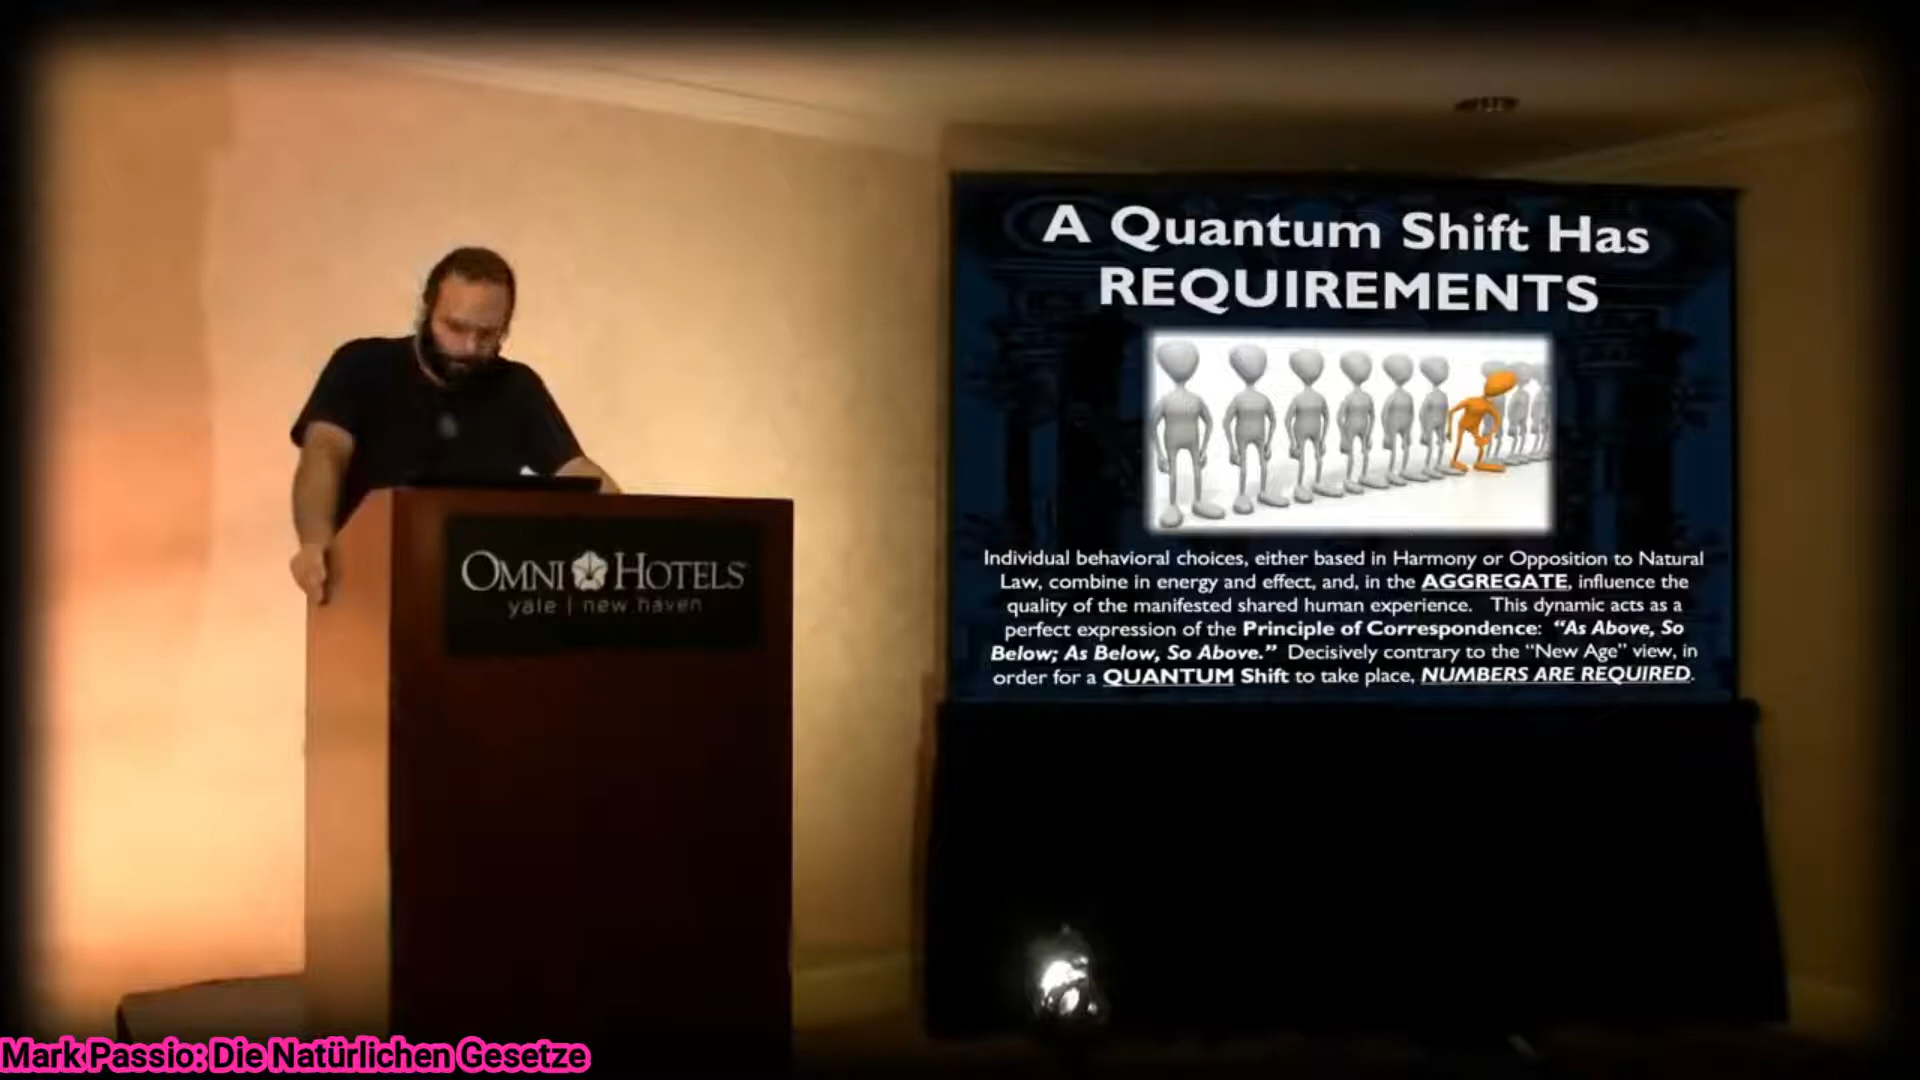 A Quantum Shift Has
REQUIREMENTS
Individual behavioral choices, either based in Harmony or Opposition to Natural
Law, combine in energy and effect, and, in the AGGREGATE, influence the
quality of the manifested shared human experience. This dynamic acts as a
perfect expression of the Principle of Correspondence: “As Above, So
Below; As Below, So Above.” Decisively contrary to the “New Age” view, in
order for a QUANTUM Shift to take place, NUMBERS ARE REQUIRED.
OMNI HOTELS
yale | new haven
Mark Passio: Die Natürlichen Gesetze